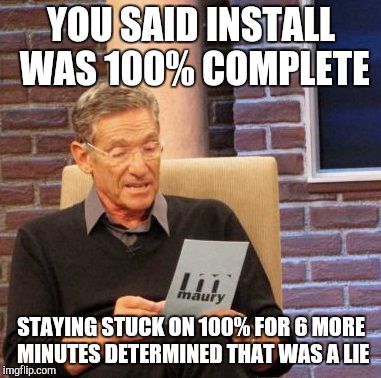 YOU SAID INSTALL
WAS 100% COMPLETE
maury
STAYING STUCK ON 100% FOR 6 MORE
MINUTES DETERMINED THAT WAS A LIE
imgflip.com